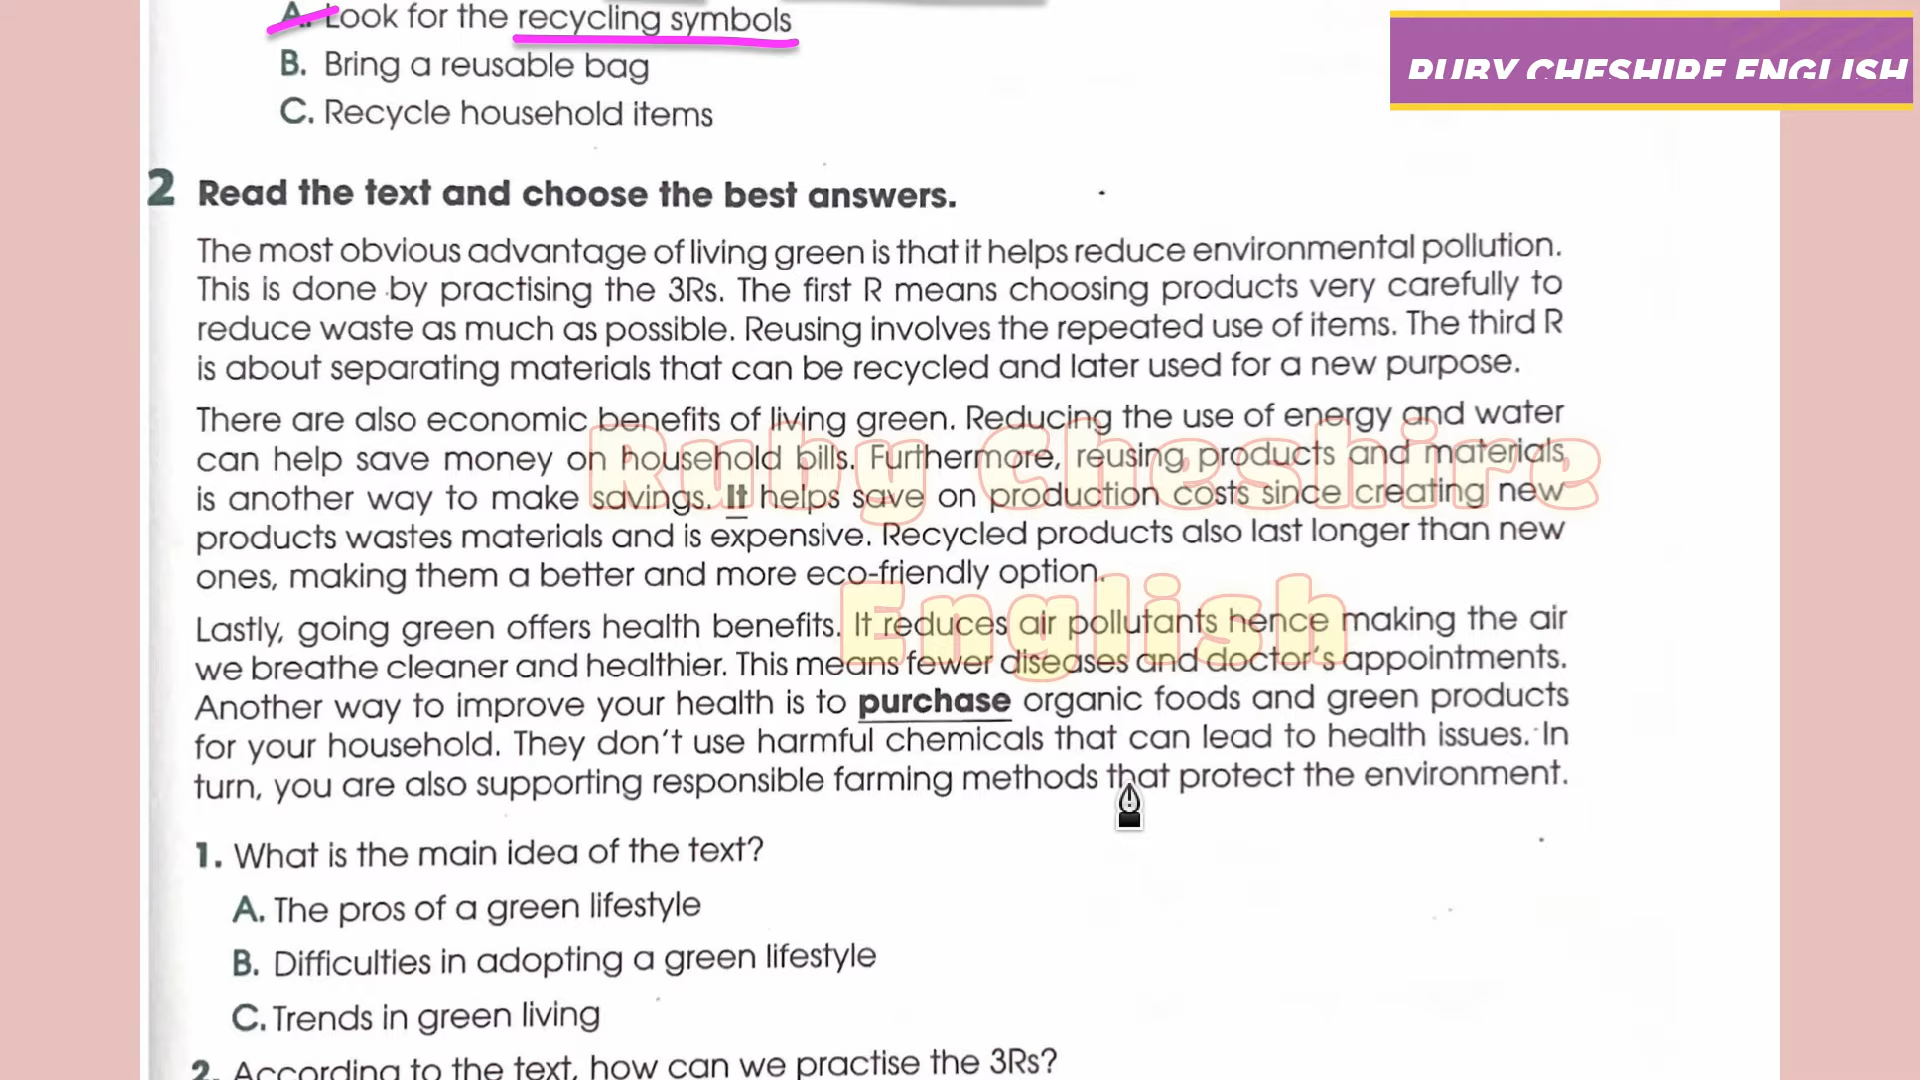 A. Look for the recycling symbols
RUBY CHESHIRE ENGLISH
B. Bring a reusable bag
C. Recycle household items
2 Read the text and choose the best answers.
The most obvious advantage of living green is that it helps reduce environmental pollution.
This is done by practising the 3Rs. The first R means choosing products very carefully to
reduce waste as much as possible. Reusing involves the repeated use of items. The third R
is about separating materials that can be recycled and later used for a new purpose.
There are also economic benefits of living green. Reducing the use of energy and water
can help save money on household bills. Furthermore, reusing products and materials
is another way to make savings. It helps save on production costs since creating new
products wastes materials and is expensive. Recycled products also last longer than new
ones, making them a better and more eco-friendly option.
Ruby Cheshire
English
Lastly, going green offers health benefits. It reduces air pollutants hence making the air
we breathe cleaner and healthier. This means fewer diseases and doctor's appointments.
Another way to improve your health is to purchase organic foods and green products
for your household. They don't use harmful chemicals that can lead to health issues. In
turn, you are also supporting responsible farming methods that protect the environment.
1. What is the main idea of the text?
A. The pros of a green lifestyle
B. Difficulties in adopting a green lifestyle
C. Trends in green living
2. According to the text, how can we practise the 3Rs?